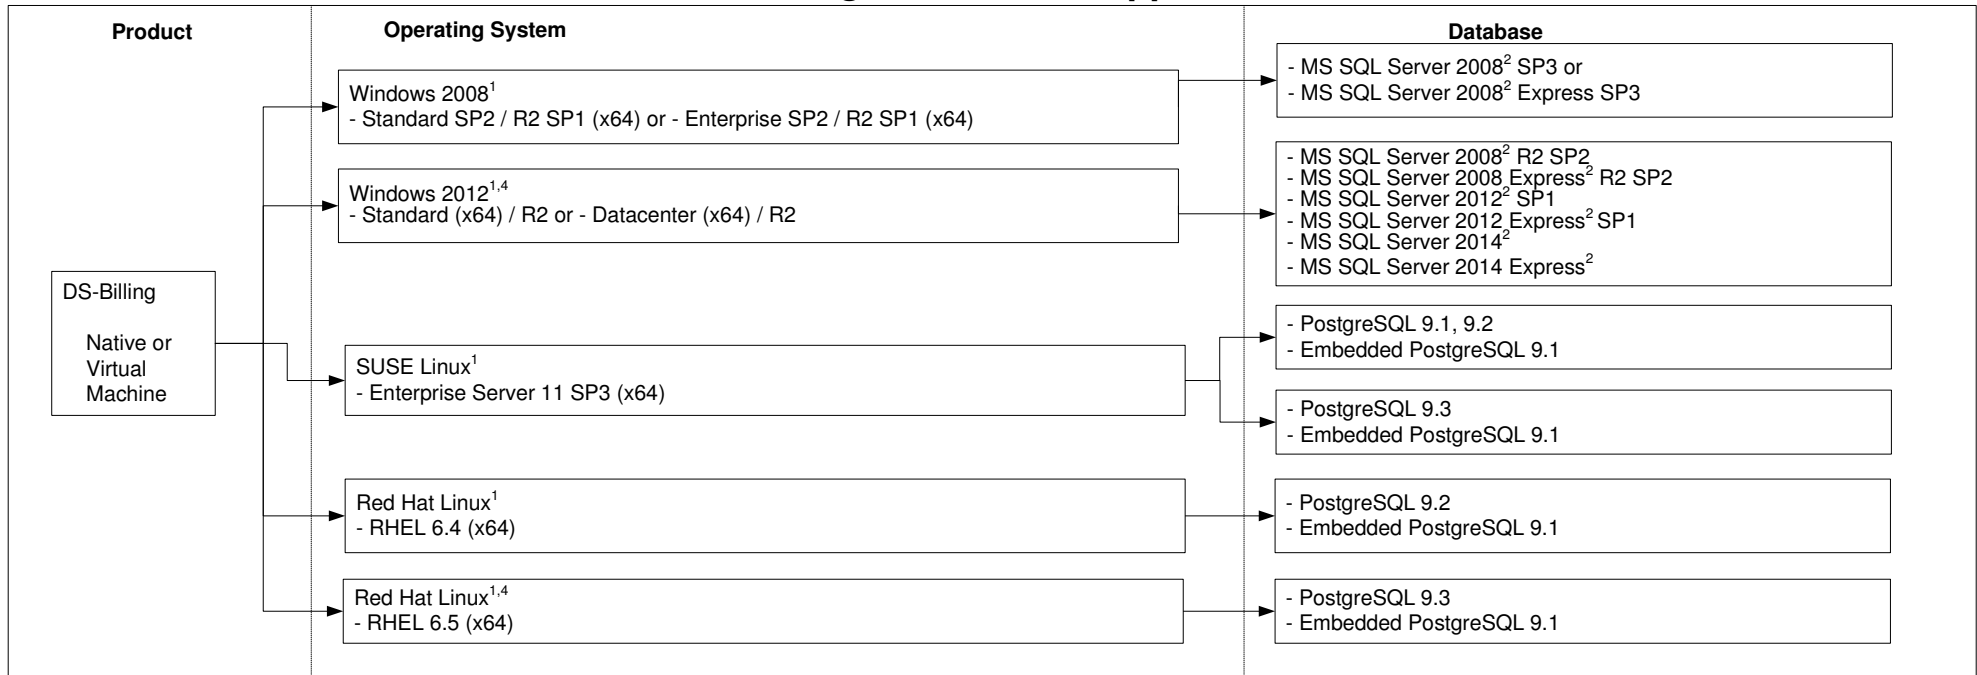 Product
Operating System
Database
Windows 2008¹
- Standard SP2 / R2 SP1 (x64) or - Enterprise SP2 / R2 SP1 (x64)
- MS SQL Server 2008² SP3 or
- MS SQL Server 2008² Express SP3
Windows 2012¹,⁴
- Standard (x64) / R2 or - Datacenter (x64) / R2
- MS SQL Server 2008² R2 SP2
- MS SQL Server 2008 Express² R2 SP2
- MS SQL Server 2012² SP1
- MS SQL Server 2012 Express² SP1
- MS SQL Server 2014²
- MS SQL Server 2014 Express²
DS-Billing
Native or
Virtual
Machine
SUSE Linux¹
- Enterprise Server 11 SP3 (x64)
- PostgreSQL 9.1, 9.2
- Embedded PostgreSQL 9.1
- PostgreSQL 9.3
- Embedded PostgreSQL 9.1
Red Hat Linux¹
- RHEL 6.4 (x64)
- PostgreSQL 9.2
- Embedded PostgreSQL 9.1
Red Hat Linux¹,⁴
- RHEL 6.5 (x64)
- PostgreSQL 9.3
- Embedded PostgreSQL 9.1